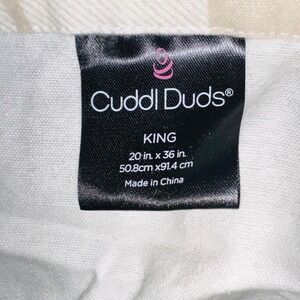 Cuddl Duds®
KING
20 in. x 36 in.
50.8cm x91.4 cm
Made in China